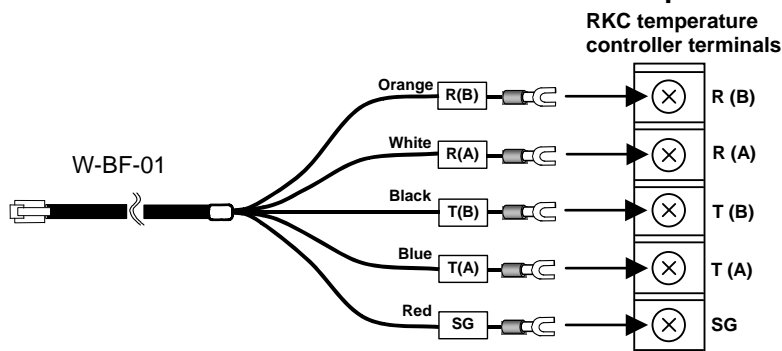 RKC temperature
controller terminals
W-BF-01
Orange R(B) R (B)
White R(A) R (A)
Black T(B) T (B)
Blue T(A) T (A)
Red SG SG